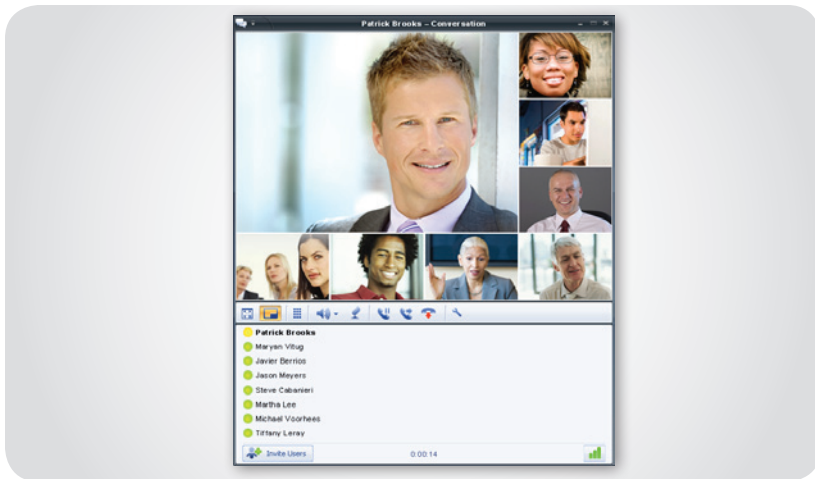 Patrick Brooks – Conversation
Patrick Brooks
Maryan Vitug
Javier Berrios
Jason Meyers
Steve Cabanieri
Martha Lee
Michael Voorhees
Tiffany Leray
Invite Users
0:00:14